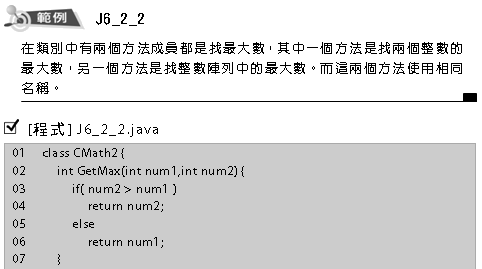 範例 J6_2_2
在類別中有兩個方法成員都是找最大數，其中一個方法是找兩個整數的
最大數，另一個方法是找整數陣列中的最大數。而這兩個方法使用相同
名稱。
[程式] J6_2_2.java
01 class CMath2 {
02 int GetMax(int num1,int num2) {
03 if( num2 > num1 )
04 return num2;
05 else
06 return num1;
07 }